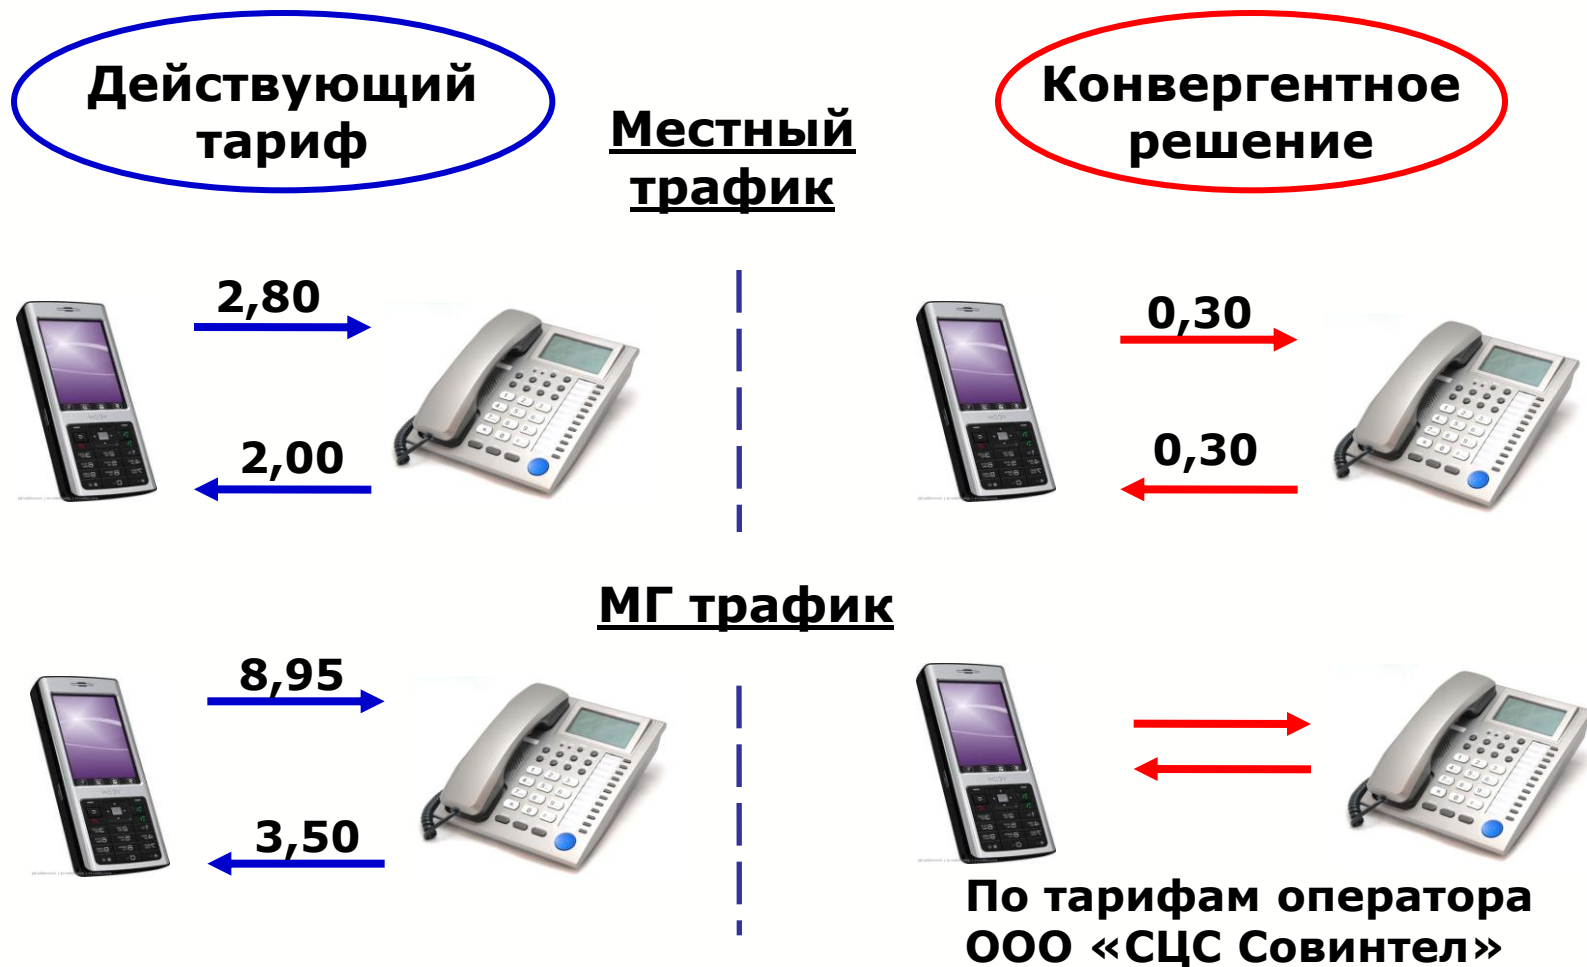 Действующий
тариф
Местный
трафик
Конвергентное
решение
2,80
2,00
0,30
0,30
МГ трафик
8,95
3,50
По тарифам оператора
ООО «СЦС Совинтел»